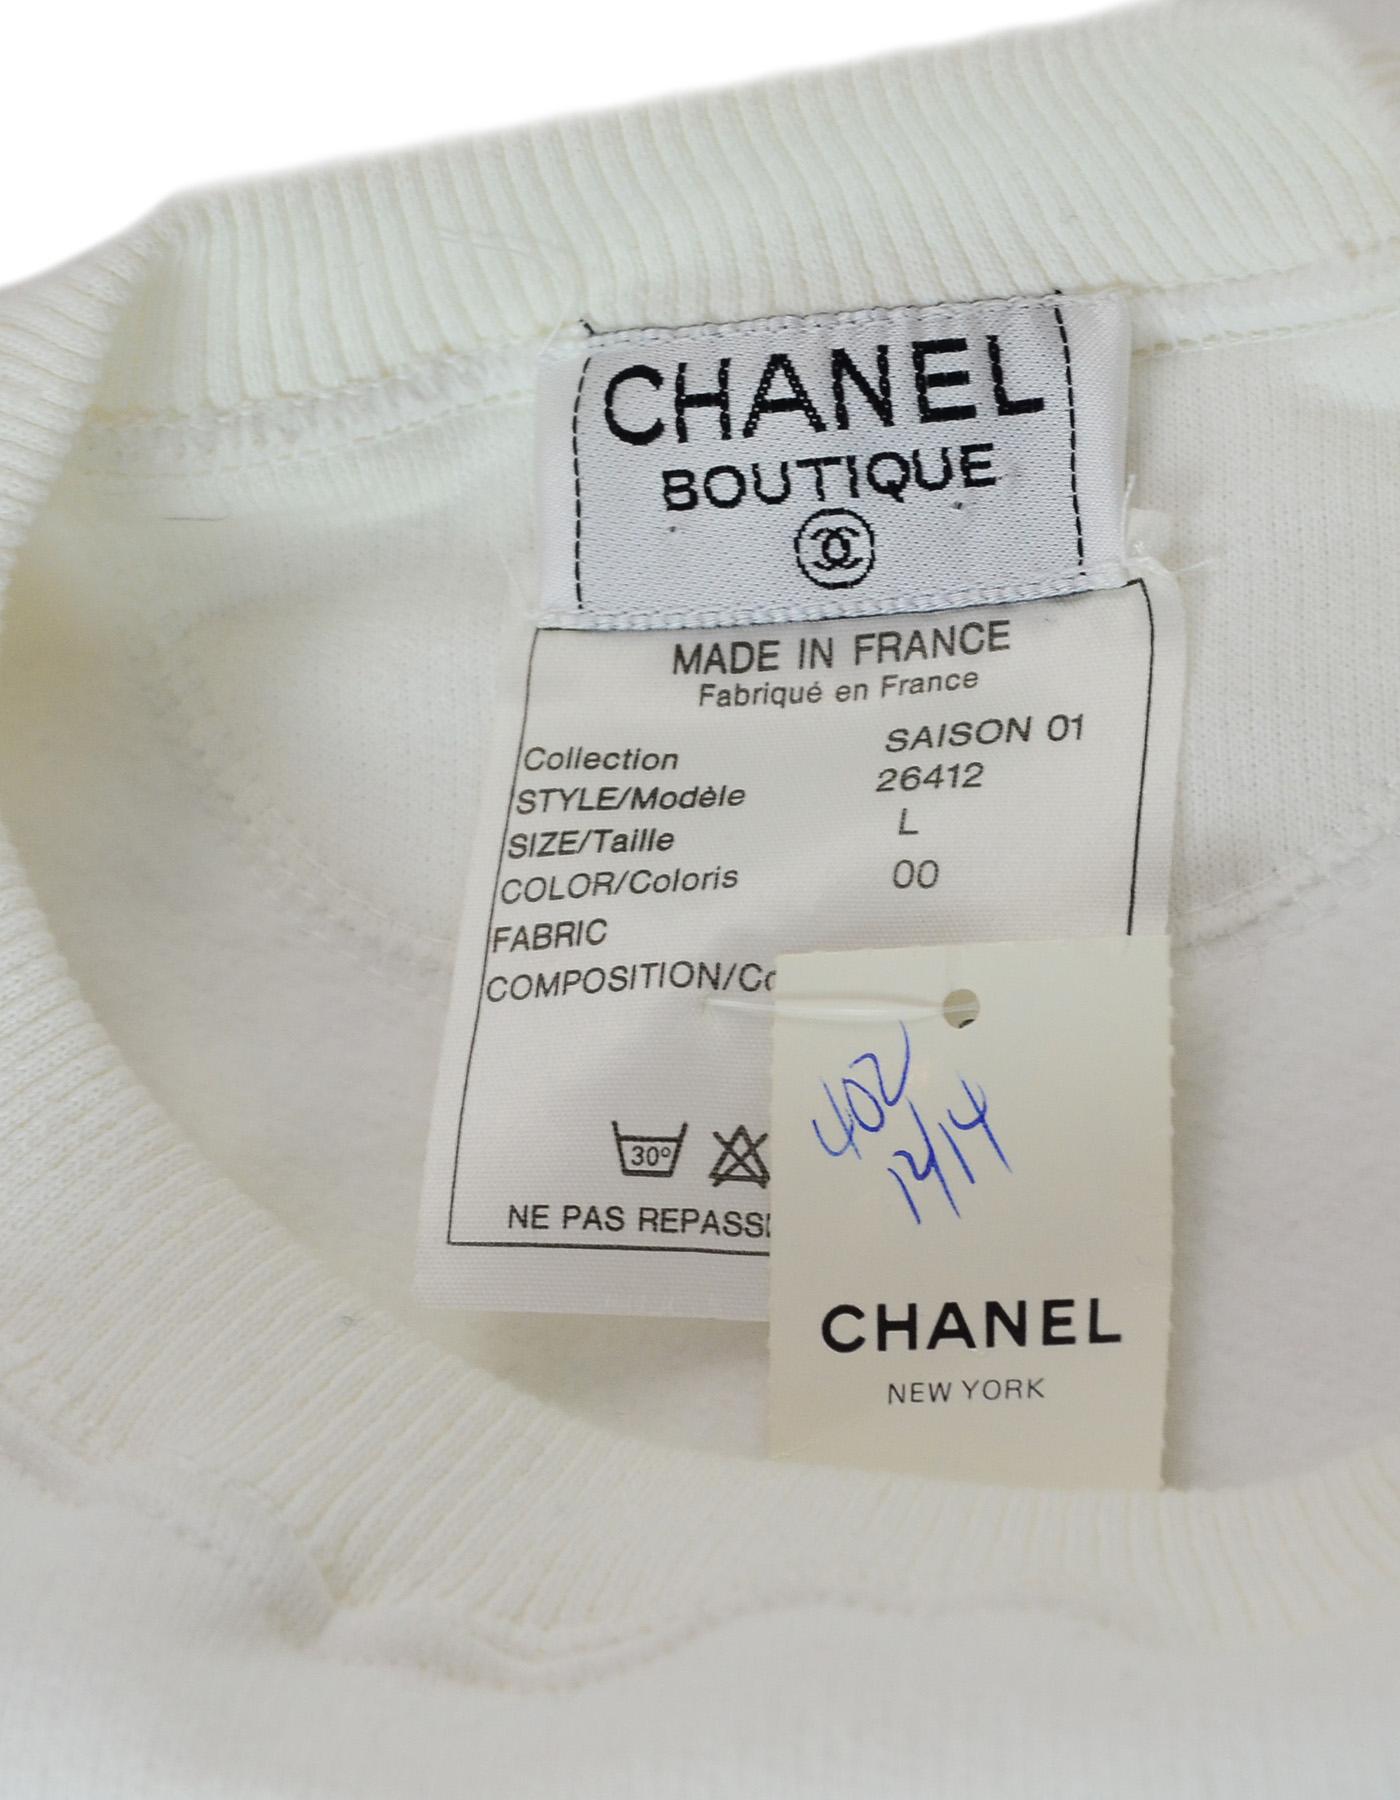 CHANEL
BOUTIQUE
MADE IN FRANCE
Fabriqué en France
Collection SAISON 01
STYLE/Modèle 26412
SIZE/Taille L
COLOR/Coloris 00
FABRIC
COMPOSITION/Co
30°
NE PAS REPASS
402
CHANEL
NEW YORK